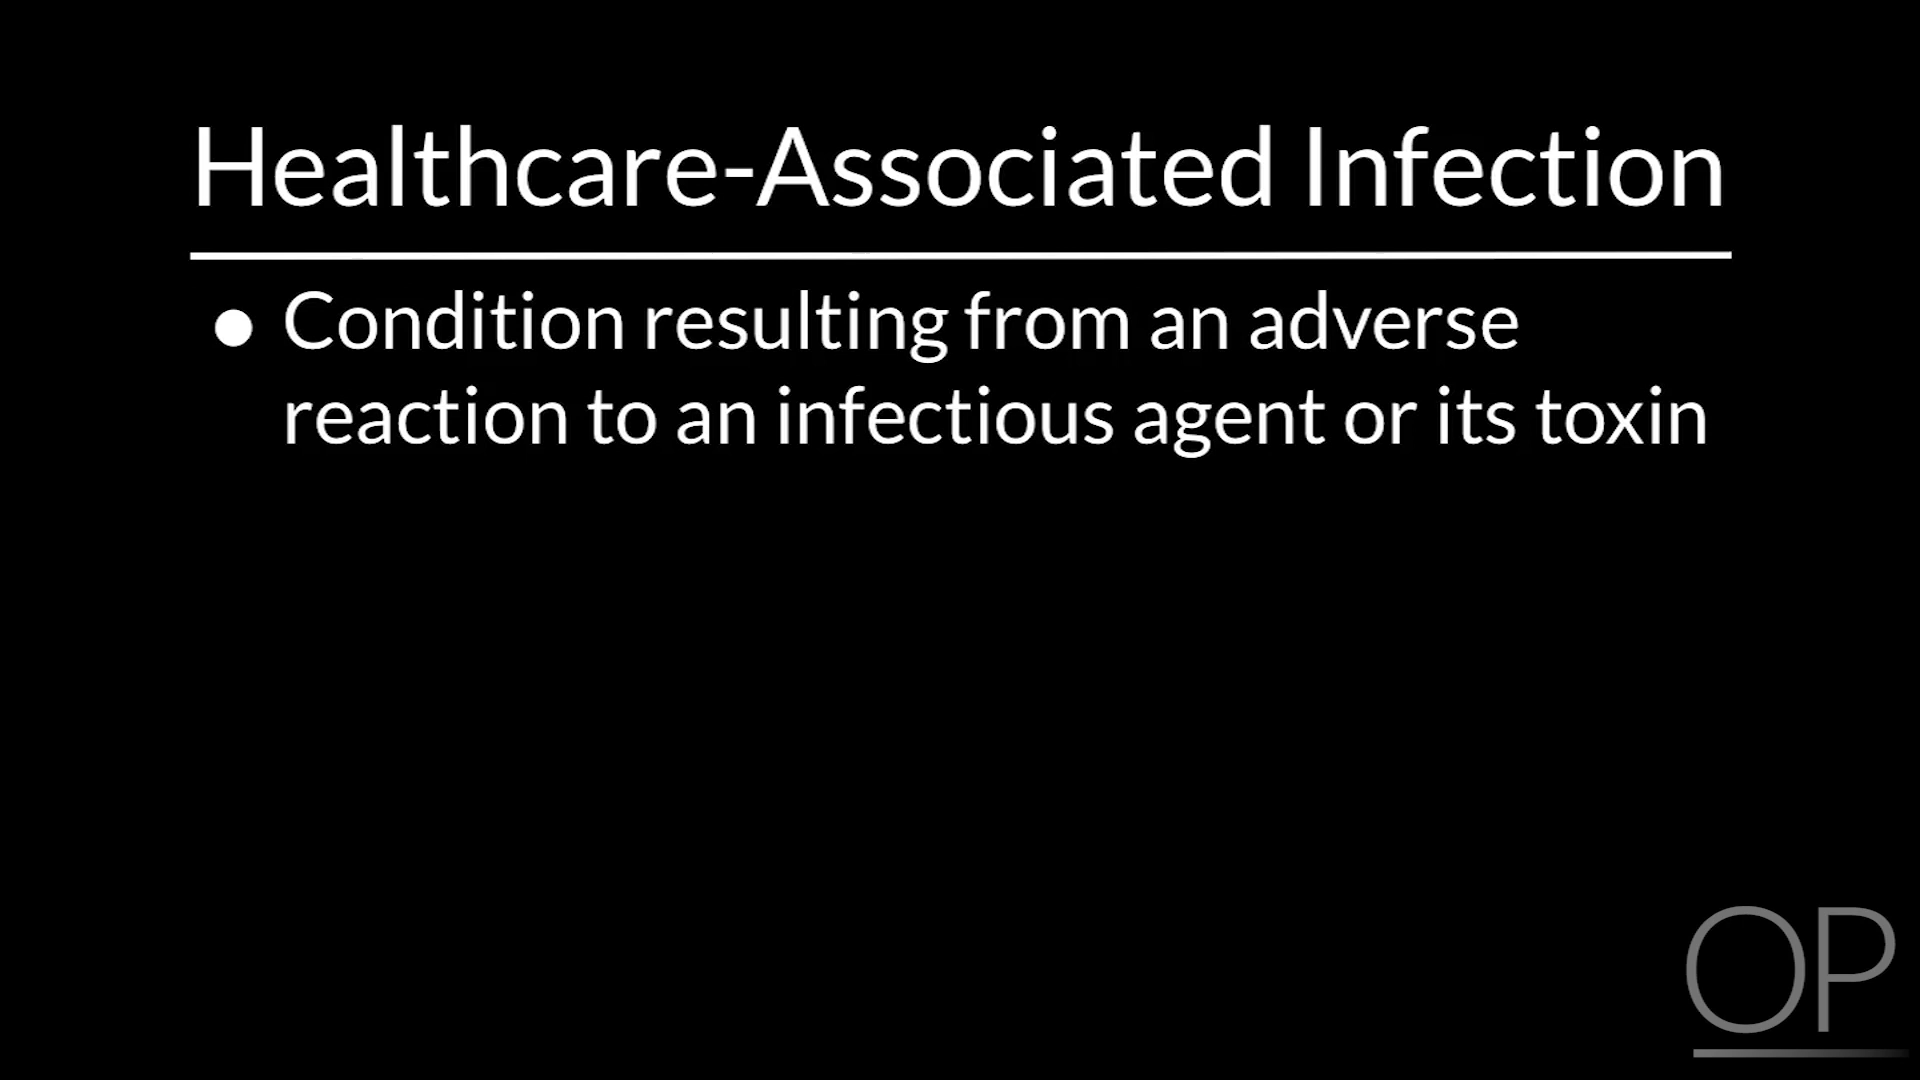 Healthcare-Associated Infection
● Condition resulting from an adverse
reaction to an infectious agent or its toxin
OP